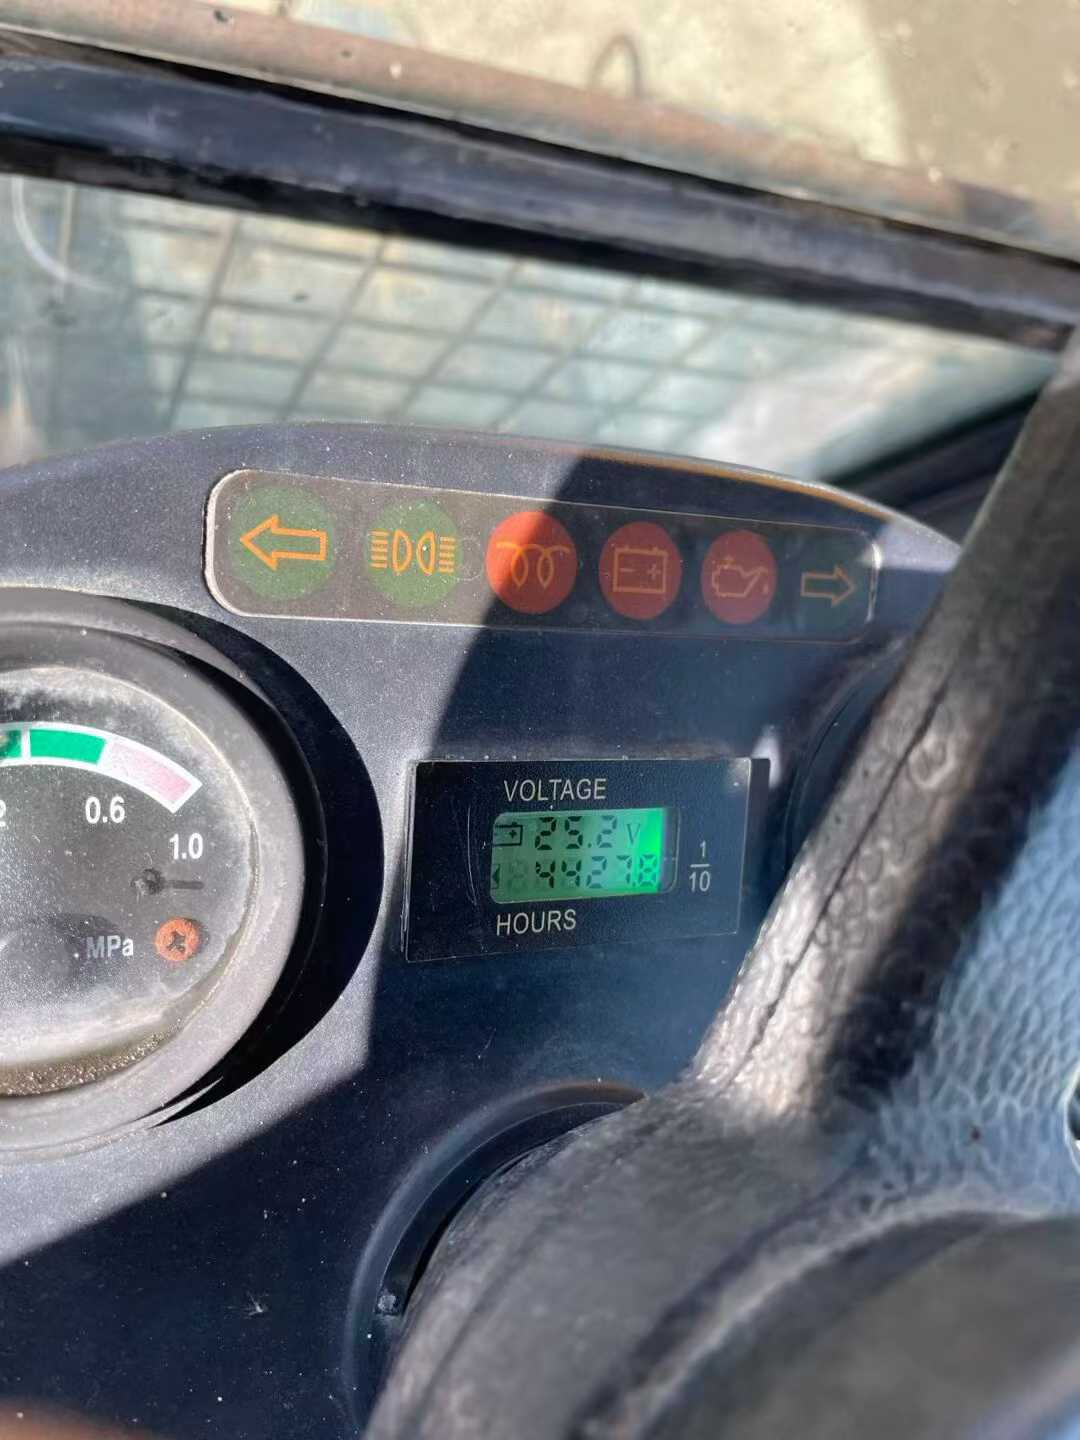 VOLTAGE
25.2 V
4427.8
1
10
HOURS
0.6
1.0
MPa